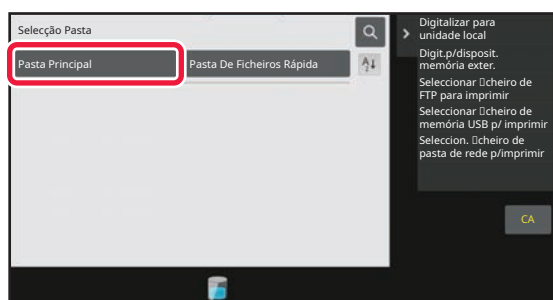 Selecção Pasta
Pasta Principal
Pasta De Ficheiros Rápida
Digitalizar para
unidade local
Digit.p/disposit.
memória exter.
Seleccionar �cheiro de
FTP para imprimir
Seleccionar �cheiro de
memória USB p/ imprimir
Seleccion. �cheiro de
pasta de rede p/imprimir
CA